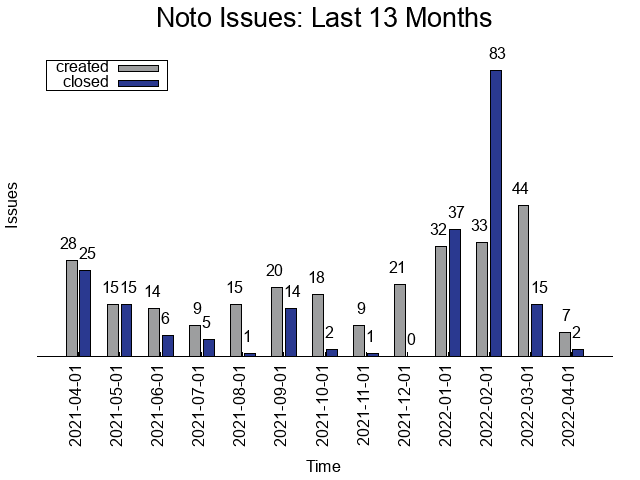 Noto Issues: Last 13 Months
created
closed
Issues
28 25 15 15 14 6 9 5 15 1 20 14 18 2 9 1 21 0 32 37 33 83 44 15 7 2
2021-04-01 2021-05-01 2021-06-01 2021-07-01 2021-08-01 2021-09-01 2021-10-01 2021-11-01 2021-12-01 2022-01-01 2022-02-01 2022-03-01 2022-04-01
Time